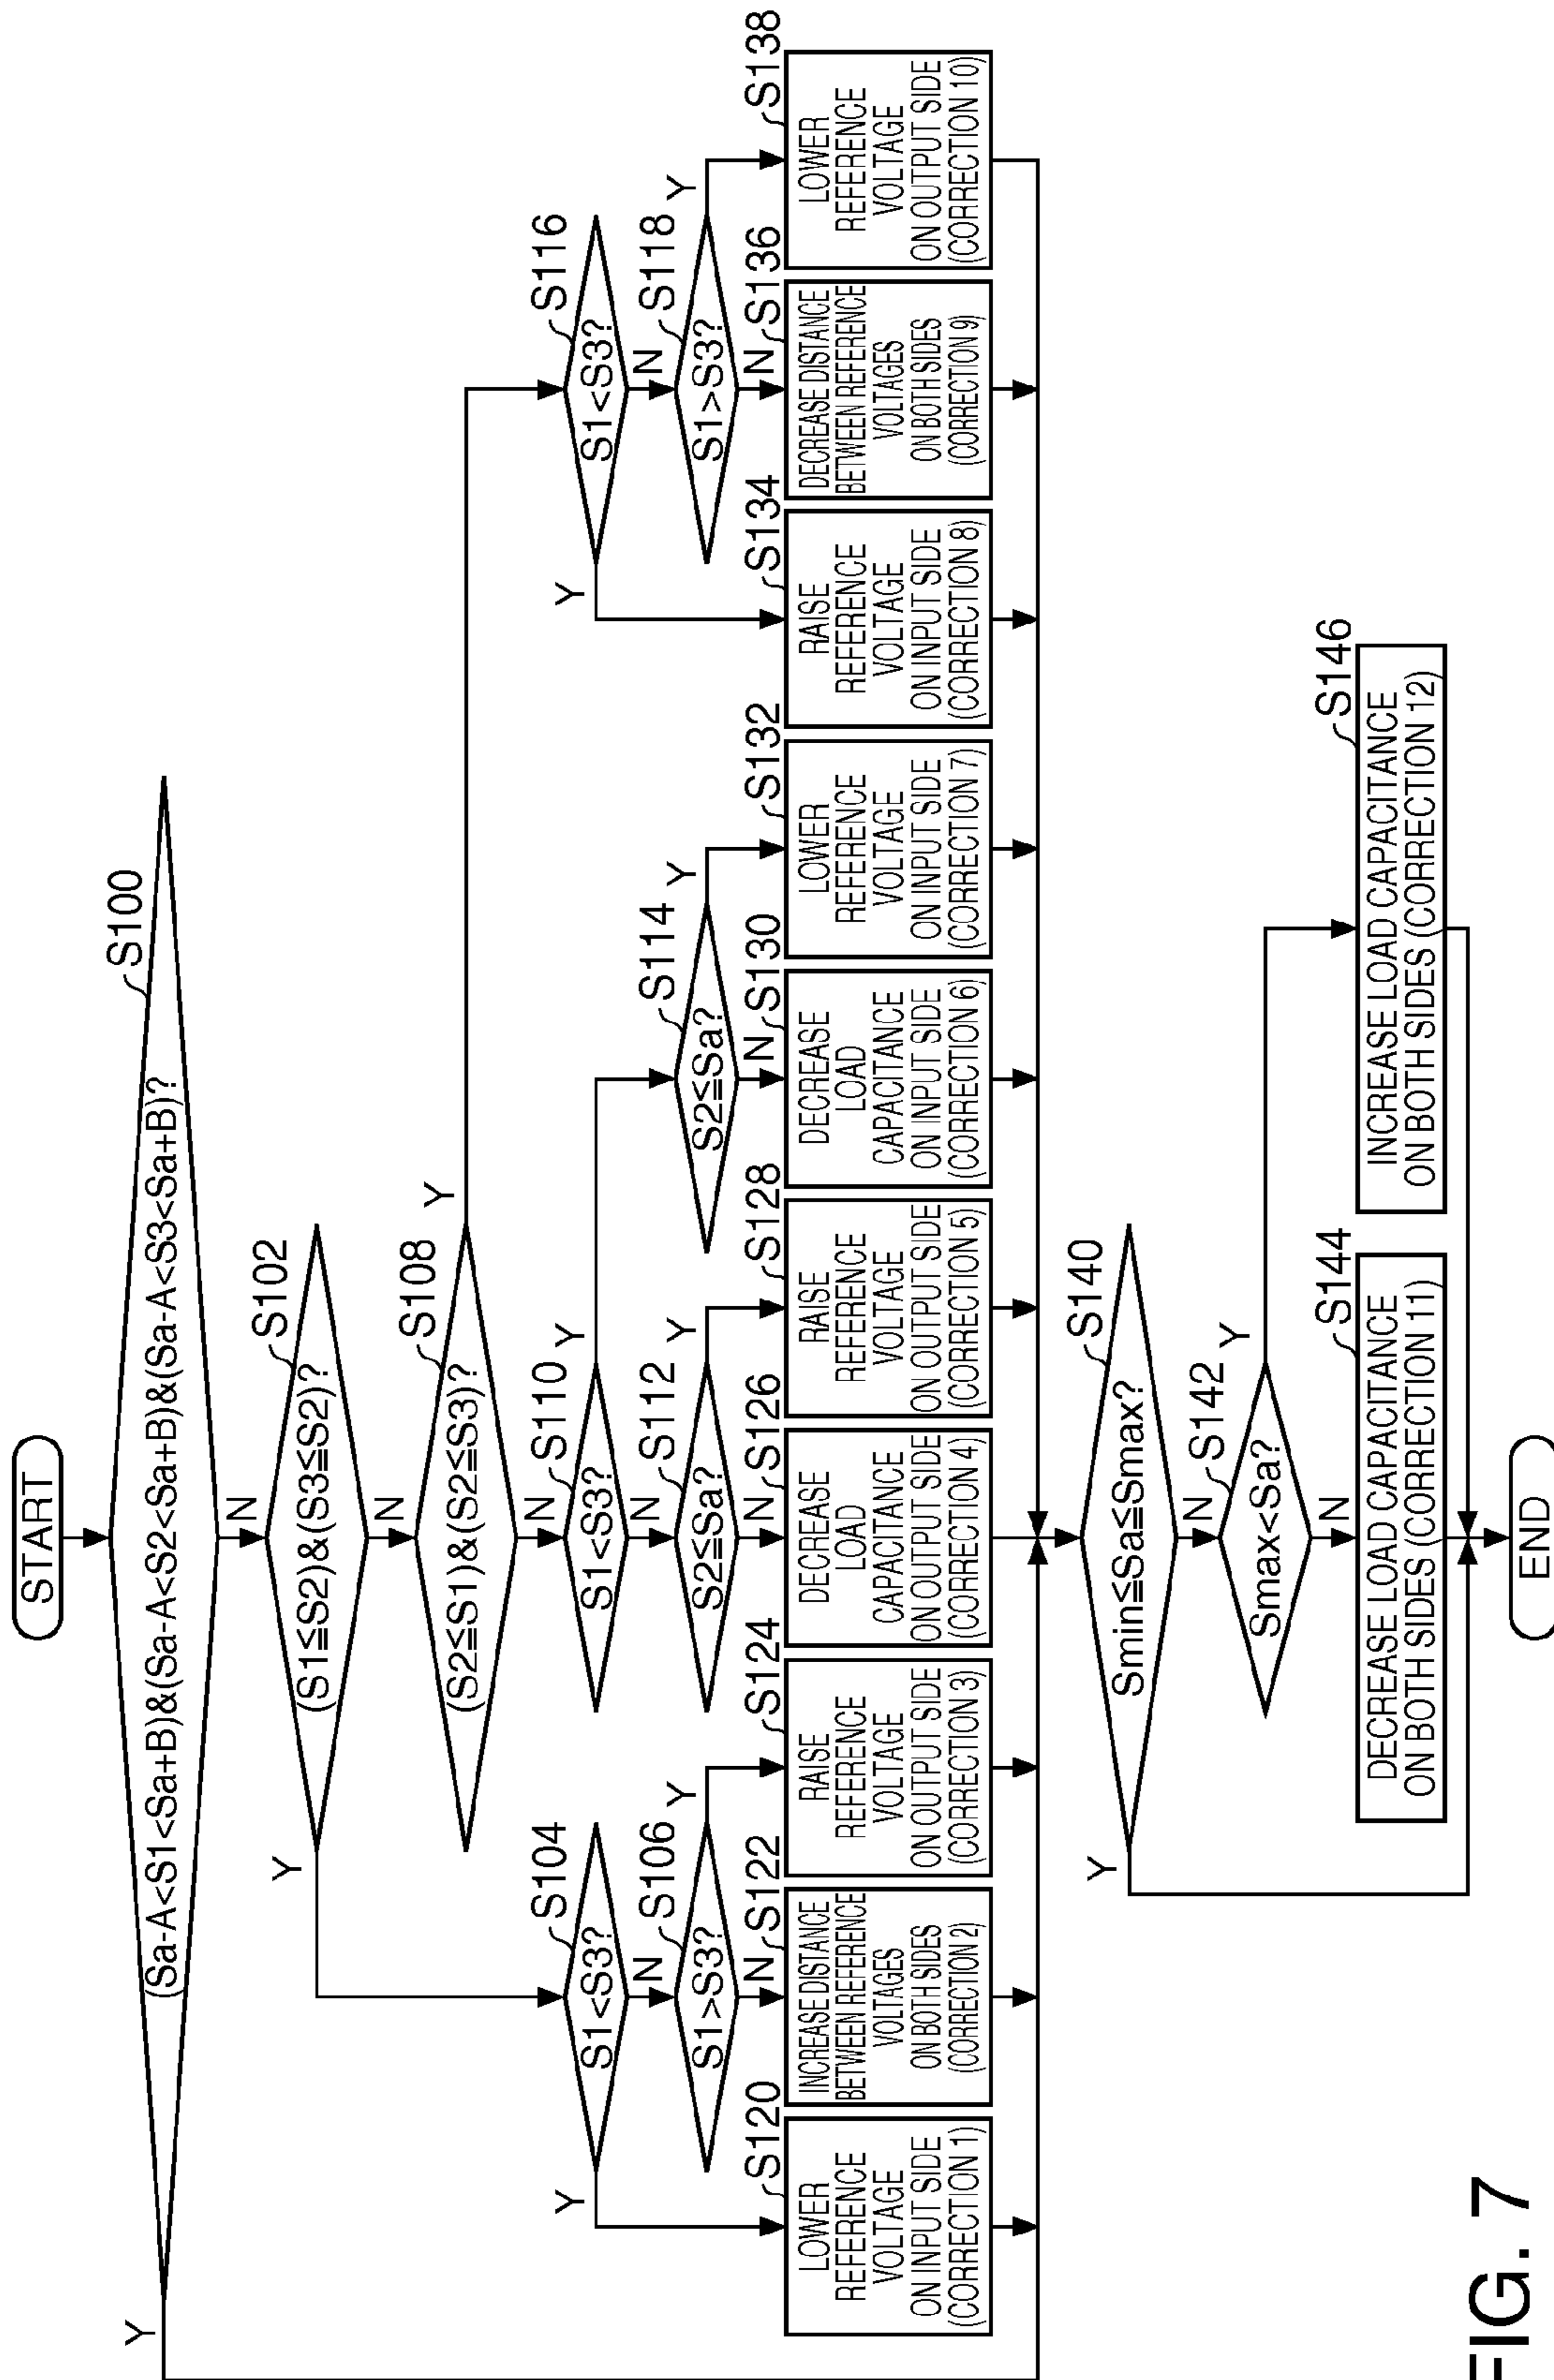 START
S100
(Sa-A<S1<Sa+B)&(Sa-A<S2<Sa+B)&(Sa-A<S3<Sa+B)?
Y
N
S102
(S1≦S2)&(S3≦S2)?
Y
N
S108
(S2≦S1)&(S2≦S3)?
Y
N
S104
S1<S3?
Y
N
S106
S1>S3?
Y
N
S110
S1<S3?
Y
N
S112
S2≦Sa?
Y
N
S114
S2≦Sa?
Y
N
S116
S1<S3?
Y
N
S118
S1>S3?
Y
N
S120
LOWER
REFERENCE
VOLTAGE
ON INPUT SIDE
(CORRECTION 1)
S122
INCREASE DISTANCE
BETWEEN REFERENCE
VOLTAGES
ON BOTH SIDES
(CORRECTION 2)
S124
RAISE
REFERENCE
VOLTAGE
ON OUTPUT SIDE
(CORRECTION 3)
S126
DECREASE
LOAD
CAPACITANCE
ON OUTPUT SIDE
(CORRECTION 4)
S128
RAISE
REFERENCE
VOLTAGE
ON OUTPUT SIDE
(CORRECTION 5)
S130
DECREASE
LOAD
CAPACITANCE
ON INPUT SIDE
(CORRECTION 6)
S132
LOWER
REFERENCE
VOLTAGE
ON INPUT SIDE
(CORRECTION 7)
S134
RAISE
REFERENCE
VOLTAGE
ON INPUT SIDE
(CORRECTION 8)
S136
DECREASE DISTANCE
BETWEEN REFERENCE
VOLTAGES
ON BOTH SIDES
(CORRECTION 9)
S138
LOWER
REFERENCE
VOLTAGE
ON OUTPUT SIDE
(CORRECTION 10)
S140
Smin≦Sa≦Smax?
Y
N
S142
Smax<Sa?
Y
N
S144
DECREASE LOAD CAPACITANCE
ON BOTH SIDES (CORRECTION 11)
S146
INCREASE LOAD CAPACITANCE
ON BOTH SIDES (CORRECTION 12)
END
FIG. 7